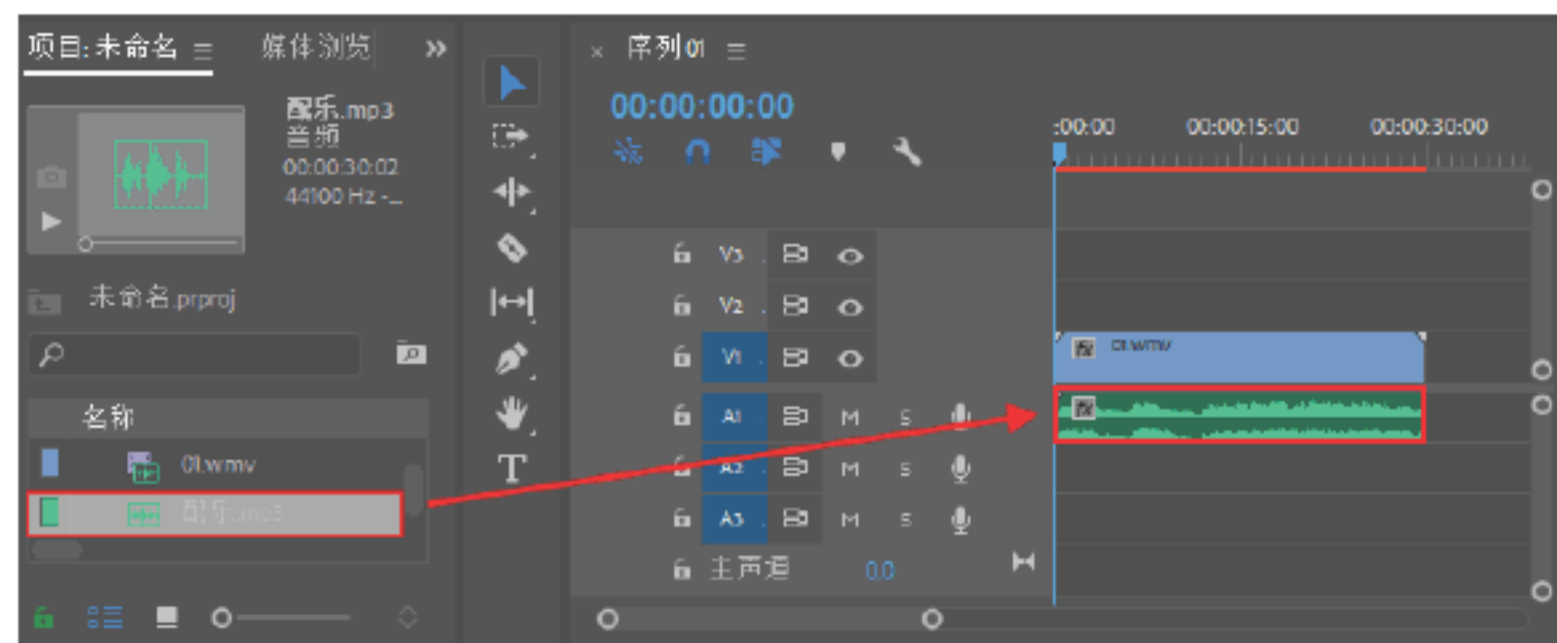 项目: 未命名
媒体浏览
配乐.mp3
音频
00:00:30:02
44100 Hz -...
未命名.prproj
名称
01.wmv
配乐.mp3
T
序列 01
00:00:00:00
:00:00 00:00:15:00 00:00:30:00
V3
V2
V1
fx 01.wmv
A1 M S
fx
A2 M S
A3 M S
主声道 0.0